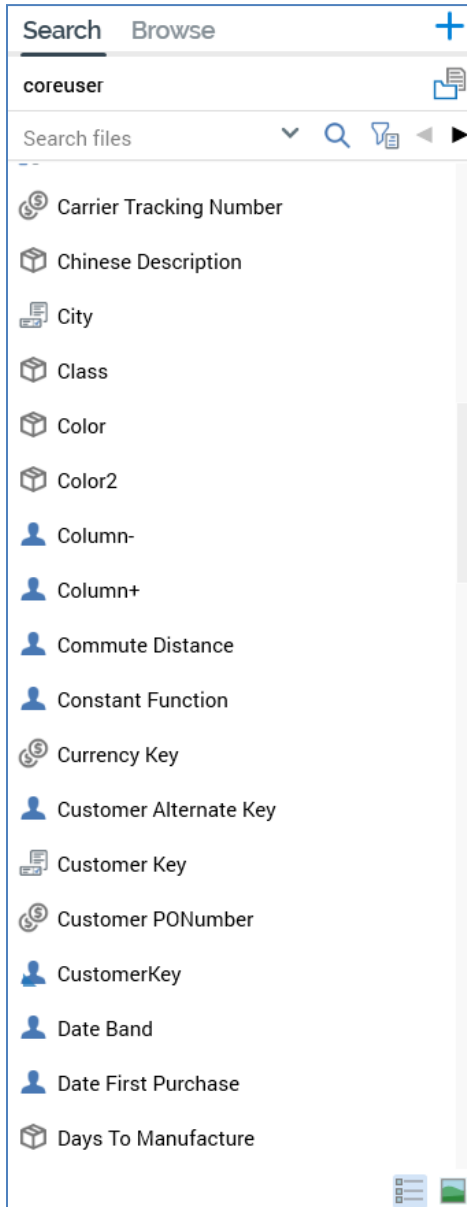 Search Browse
coreuser
Search files
Carrier Tracking Number
Chinese Description
City
Class
Color
Color2
Column-
Column+
Commute Distance
Constant Function
Currency Key
Customer Alternate Key
Customer Key
Customer PONumber
CustomerKey
Date Band
Date First Purchase
Days To Manufacture